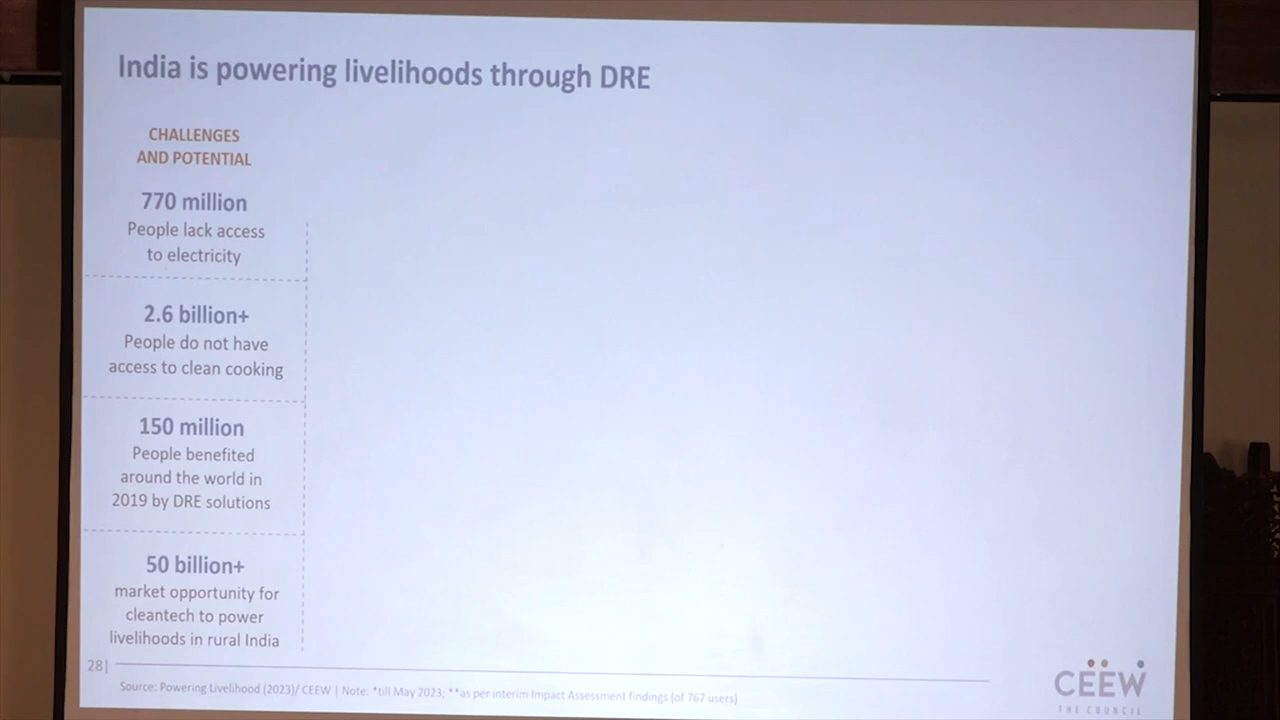 India is powering livelihoods through DRE
CHALLENGES
AND POTENTIAL
770 million
People lack access
to electricity
2.6 billion+
People do not have
access to clean cooking
150 million
People benefited
around the world in
2019 by DRE solutions
50 billion+
market opportunity for
cleantech to power
livelihoods in rural India
28|
Source: Powering Livelihood (2023)/ CEEW | Note: *till May 2023; **as per interim Impact Assessment findings (of 767 users)
CEEW
THE COUNCIL